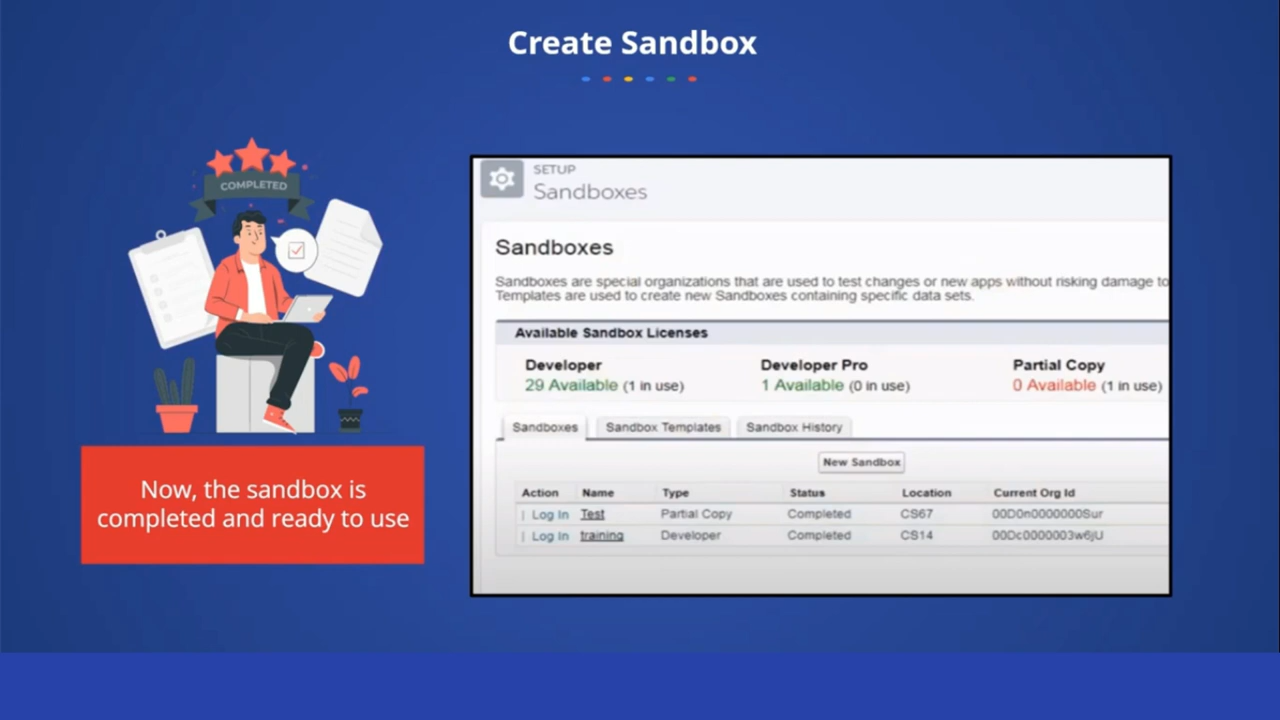 Create Sandbox
COMPLETED
Now, the sandbox is
completed and ready to use
SETUP
Sandboxes
Sandboxes
Sandboxes are special organizations that are used to test changes or new apps without risking damage to
Templates are used to create new Sandboxes containing specific data sets.
Available Sandbox Licenses
Developer Developer Pro Partial Copy
29 Available (1 in use) 1 Available (0 in use) 0 Available (1 in use)
Sandboxes Sandbox Templates Sandbox History
New Sandbox
Action Name Type Status Location Current Org Id
| Log In Test Partial Copy Completed CS67 00D0n0000000Sur
| Log In training Developer Completed CS14 00Dc0000003w6jU